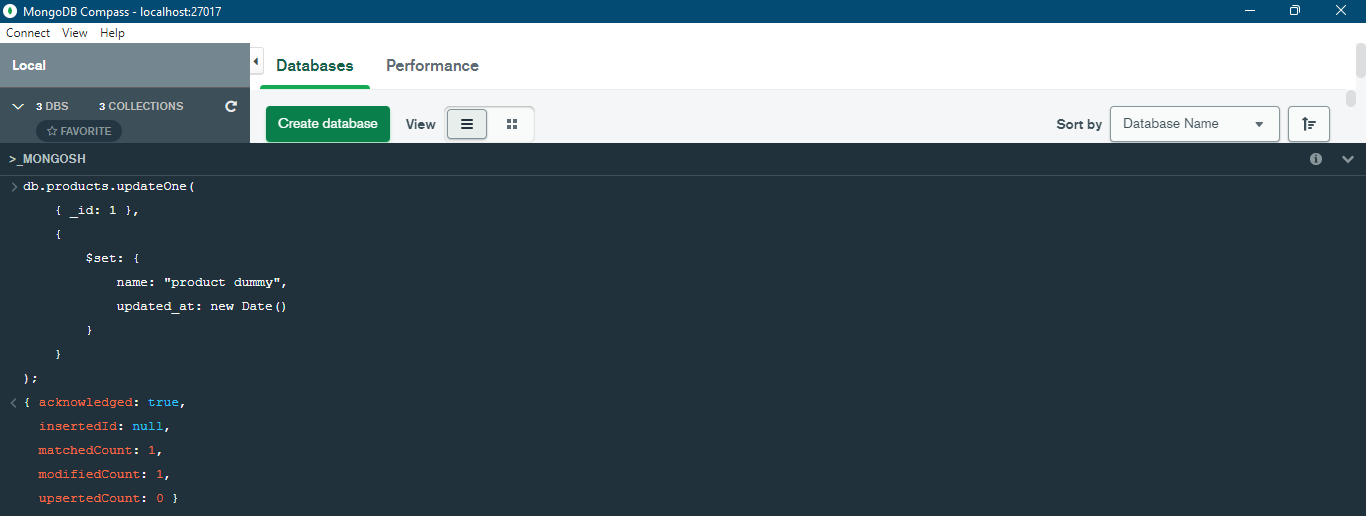 MongoDB Compass - localhost:27017
Connect View Help
Local
Databases Performance
3 DBS 3 COLLECTIONS
FAVORITE
Create database View Sort by Database Name
>_MONGOSH
> db.products.updateOne(
{ _id: 1 },
{
$set: {
name: "product dummy",
updated_at: new Date()
}
}
);
< { acknowledged: true,
insertedId: null,
matchedCount: 1,
modifiedCount: 1,
upsertedCount: 0 }